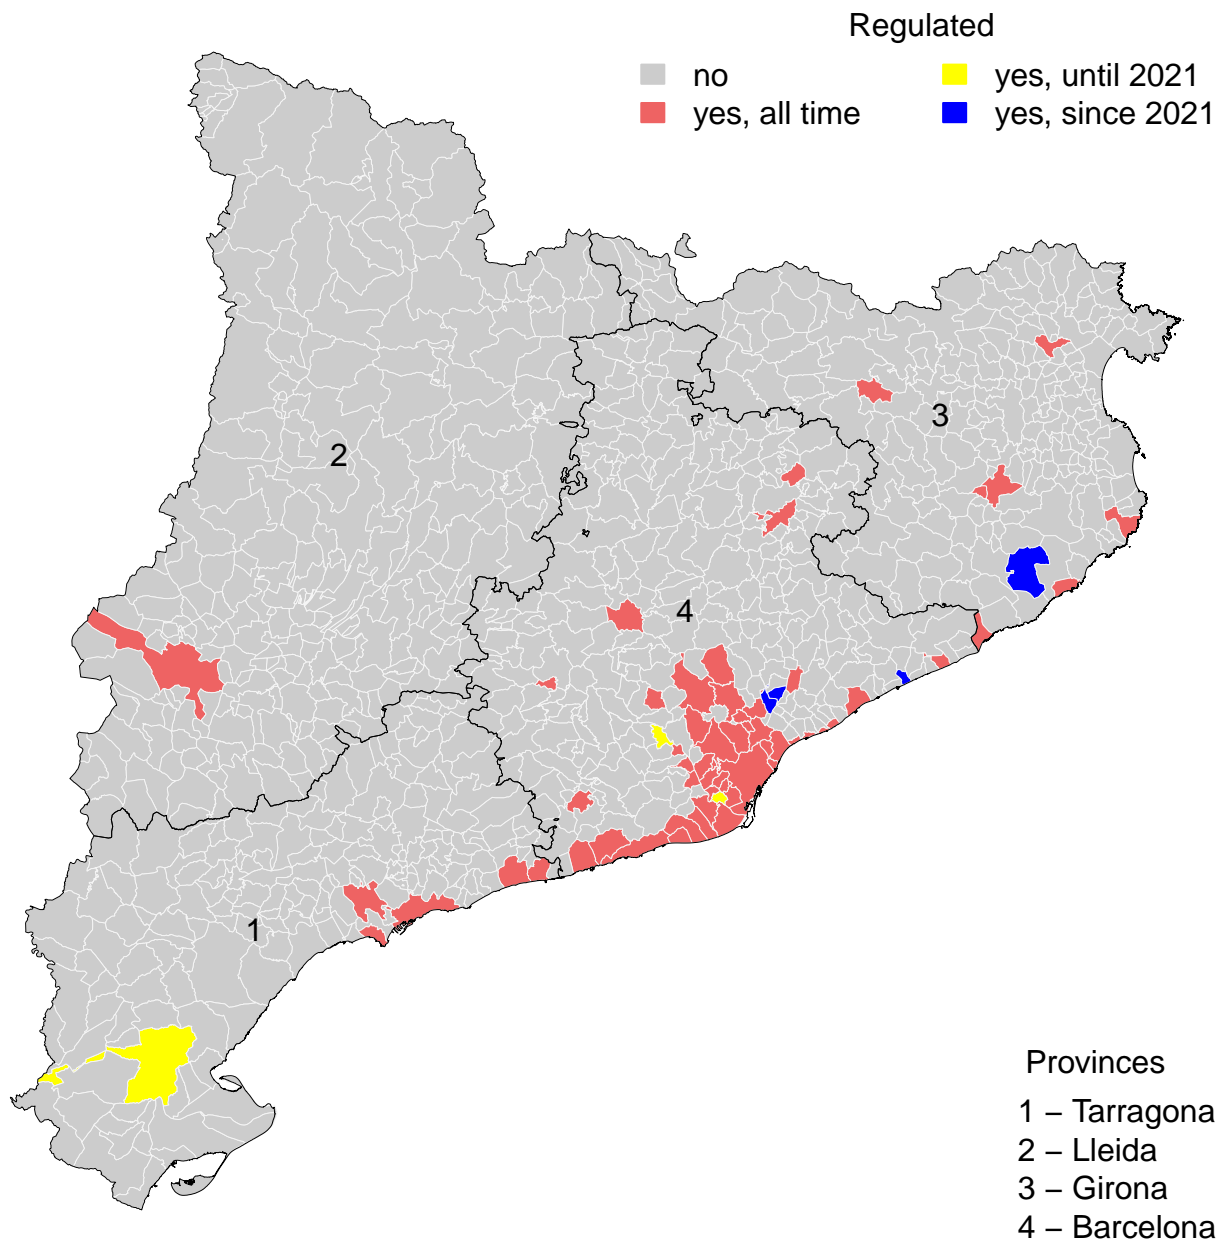 Regulated
no
yes, until 2021
yes, all time
yes, since 2021
3
2
4
1
Provinces
1 – Tarragona
2 – Lleida
3 – Girona
4 – Barcelona